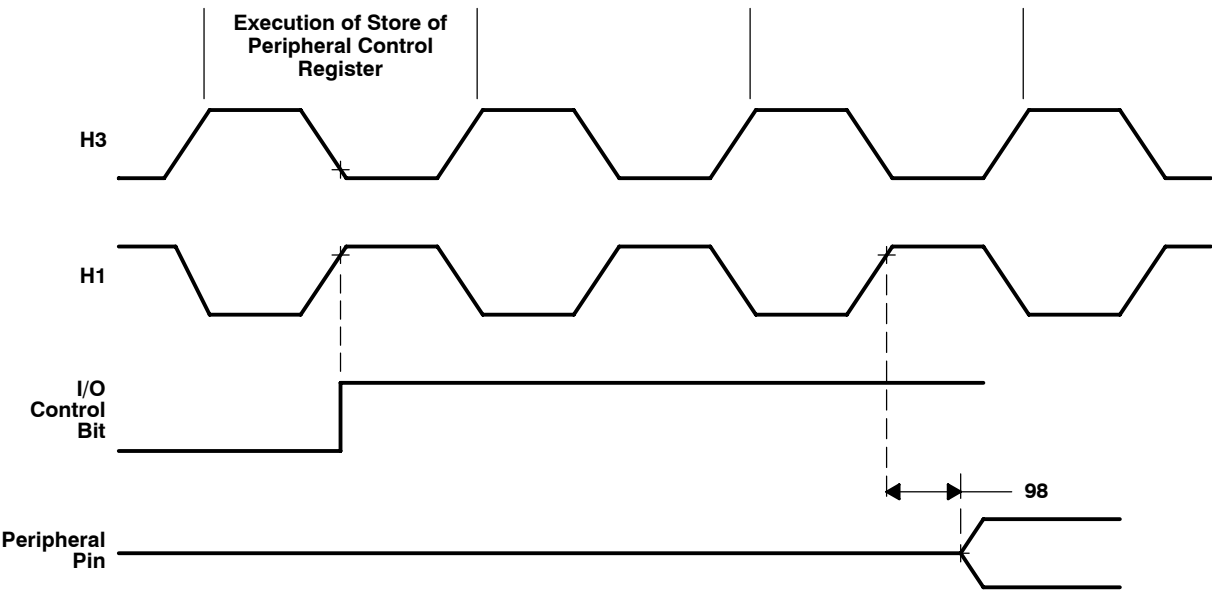 Execution of Store of
Peripheral Control
Register
H3
H1
I/O
Control
Bit
98
Peripheral
Pin